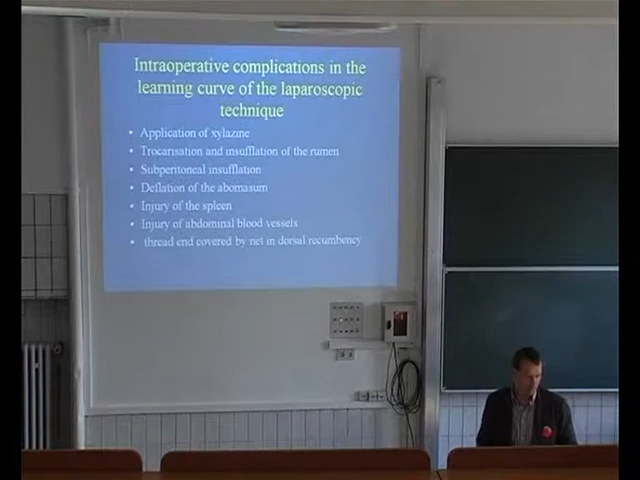 Intraoperative complications in the
learning curve of the laparoscopic
technique
• Application of xylazine
• Trocarisation and insufflation of the rumen
• Subperitoneal insufflation
• Deflation of the abomasum
• Injury of the spleen
• Injury of abdominal blood vessels
• thread end covered by net in dorsal recumbency